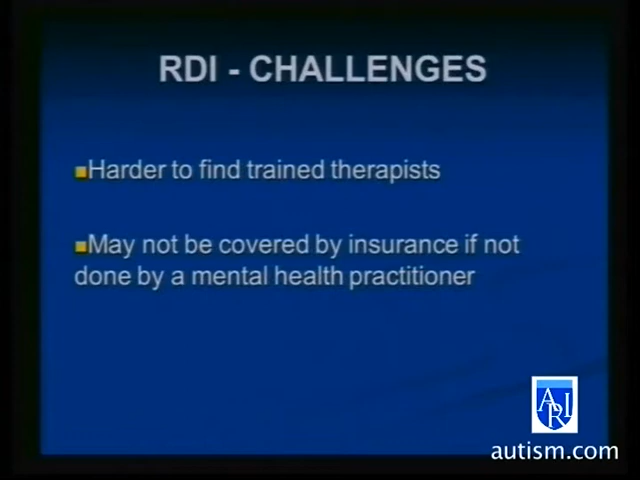 RDI - CHALLENGES
Harder to find trained therapists
May not be covered by insurance if not
done by a mental health practitioner
ARI
autism.com